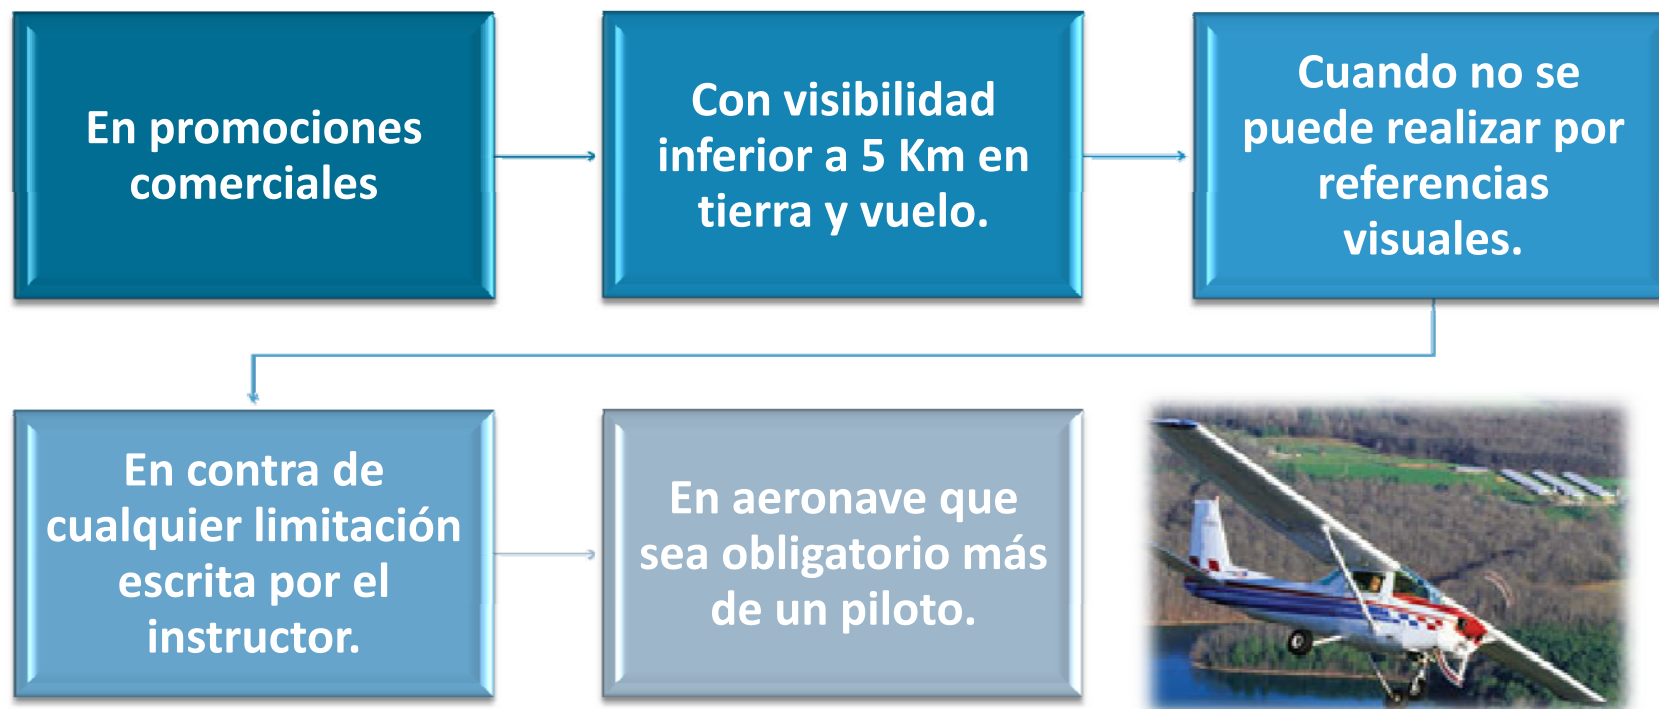 En promociones
comerciales
Con visibilidad
inferior a 5 Km en
tierra y vuelo.
Cuando no se
puede realizar por
referencias
visuales.
En contra de
cualquier limitación
escrita por el
instructor.
En aeronave que
sea obligatorio más
de un piloto.